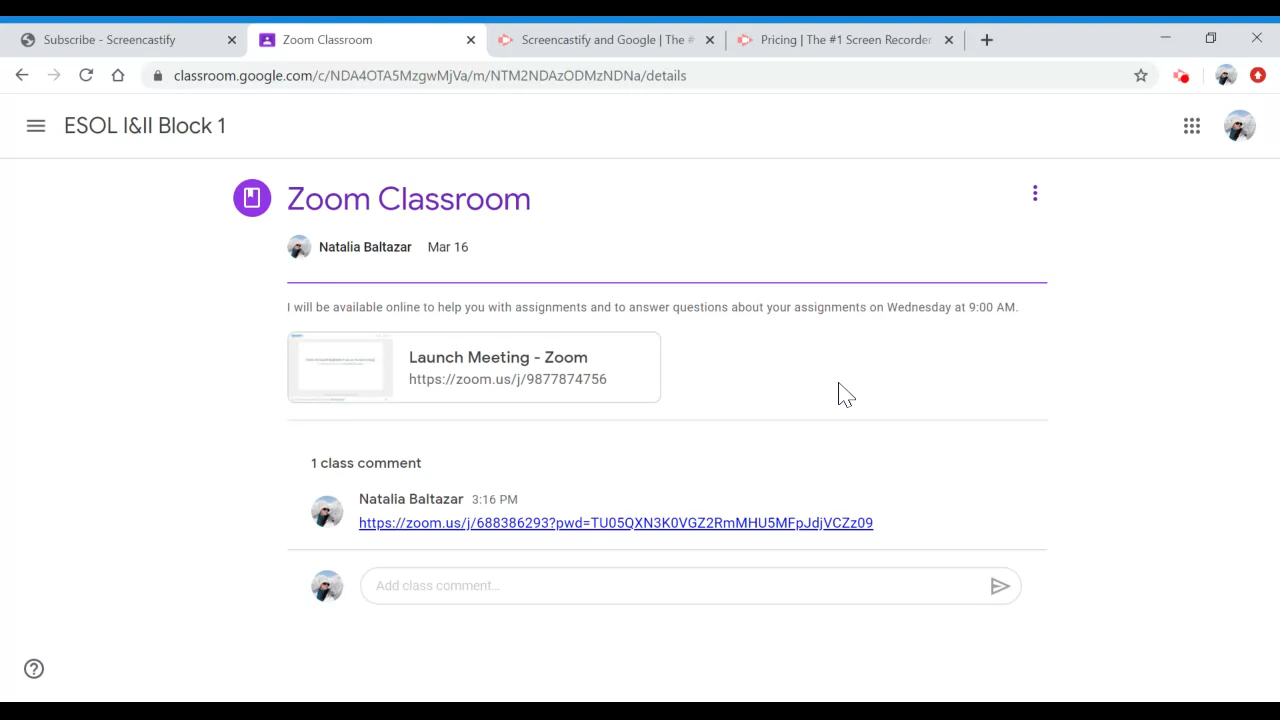 Subscribe - Screencastify
Zoom Classroom
Screencastify and Google | The #
Pricing | The #1 Screen Recorder
classroom.google.com/c/NDA4OTA5MzgwMjVa/m/NTM2NDAzODMzNDNa/details
ESOL I&II Block 1
Zoom Classroom
Natalia Baltazar Mar 16
I will be available online to help you with assignments and to answer questions about your assignments on Wednesday at 9:00 AM.
Launch Meeting - Zoom
https://zoom.us/j/9877874756
1 class comment
Natalia Baltazar 3:16 PM
https://zoom.us/j/688386293?pwd=TU05QXN3K0VGZ2RmMHU5MFpJdjVCZz09
Add class comment...